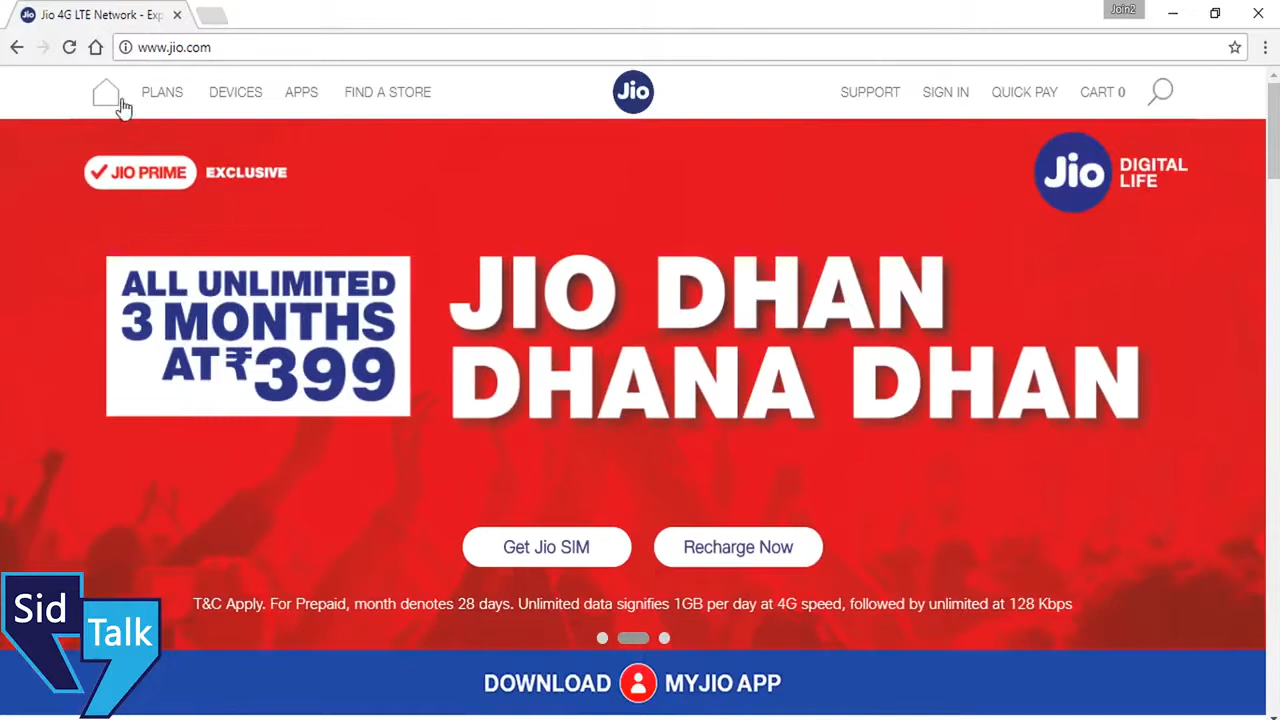 Jio 4G LTE Network - Exp
Join2
www.jio.com
PLANS DEVICES APPS FIND A STORE Jio SUPPORT SIGN IN QUICK PAY CART 0
JIO PRIME EXCLUSIVE
Jio DIGITAL
LIFE
ALL UNLIMITED
3 MONTHS
AT ₹399
JIO DHAN
DHANA DHAN
Get Jio SIM Recharge Now
T&C Apply. For Prepaid, month denotes 28 days. Unlimited data signifies 1GB per day at 4G speed, followed by unlimited at 128 Kbps
Sid
Talk
DOWNLOAD MYJIO APP